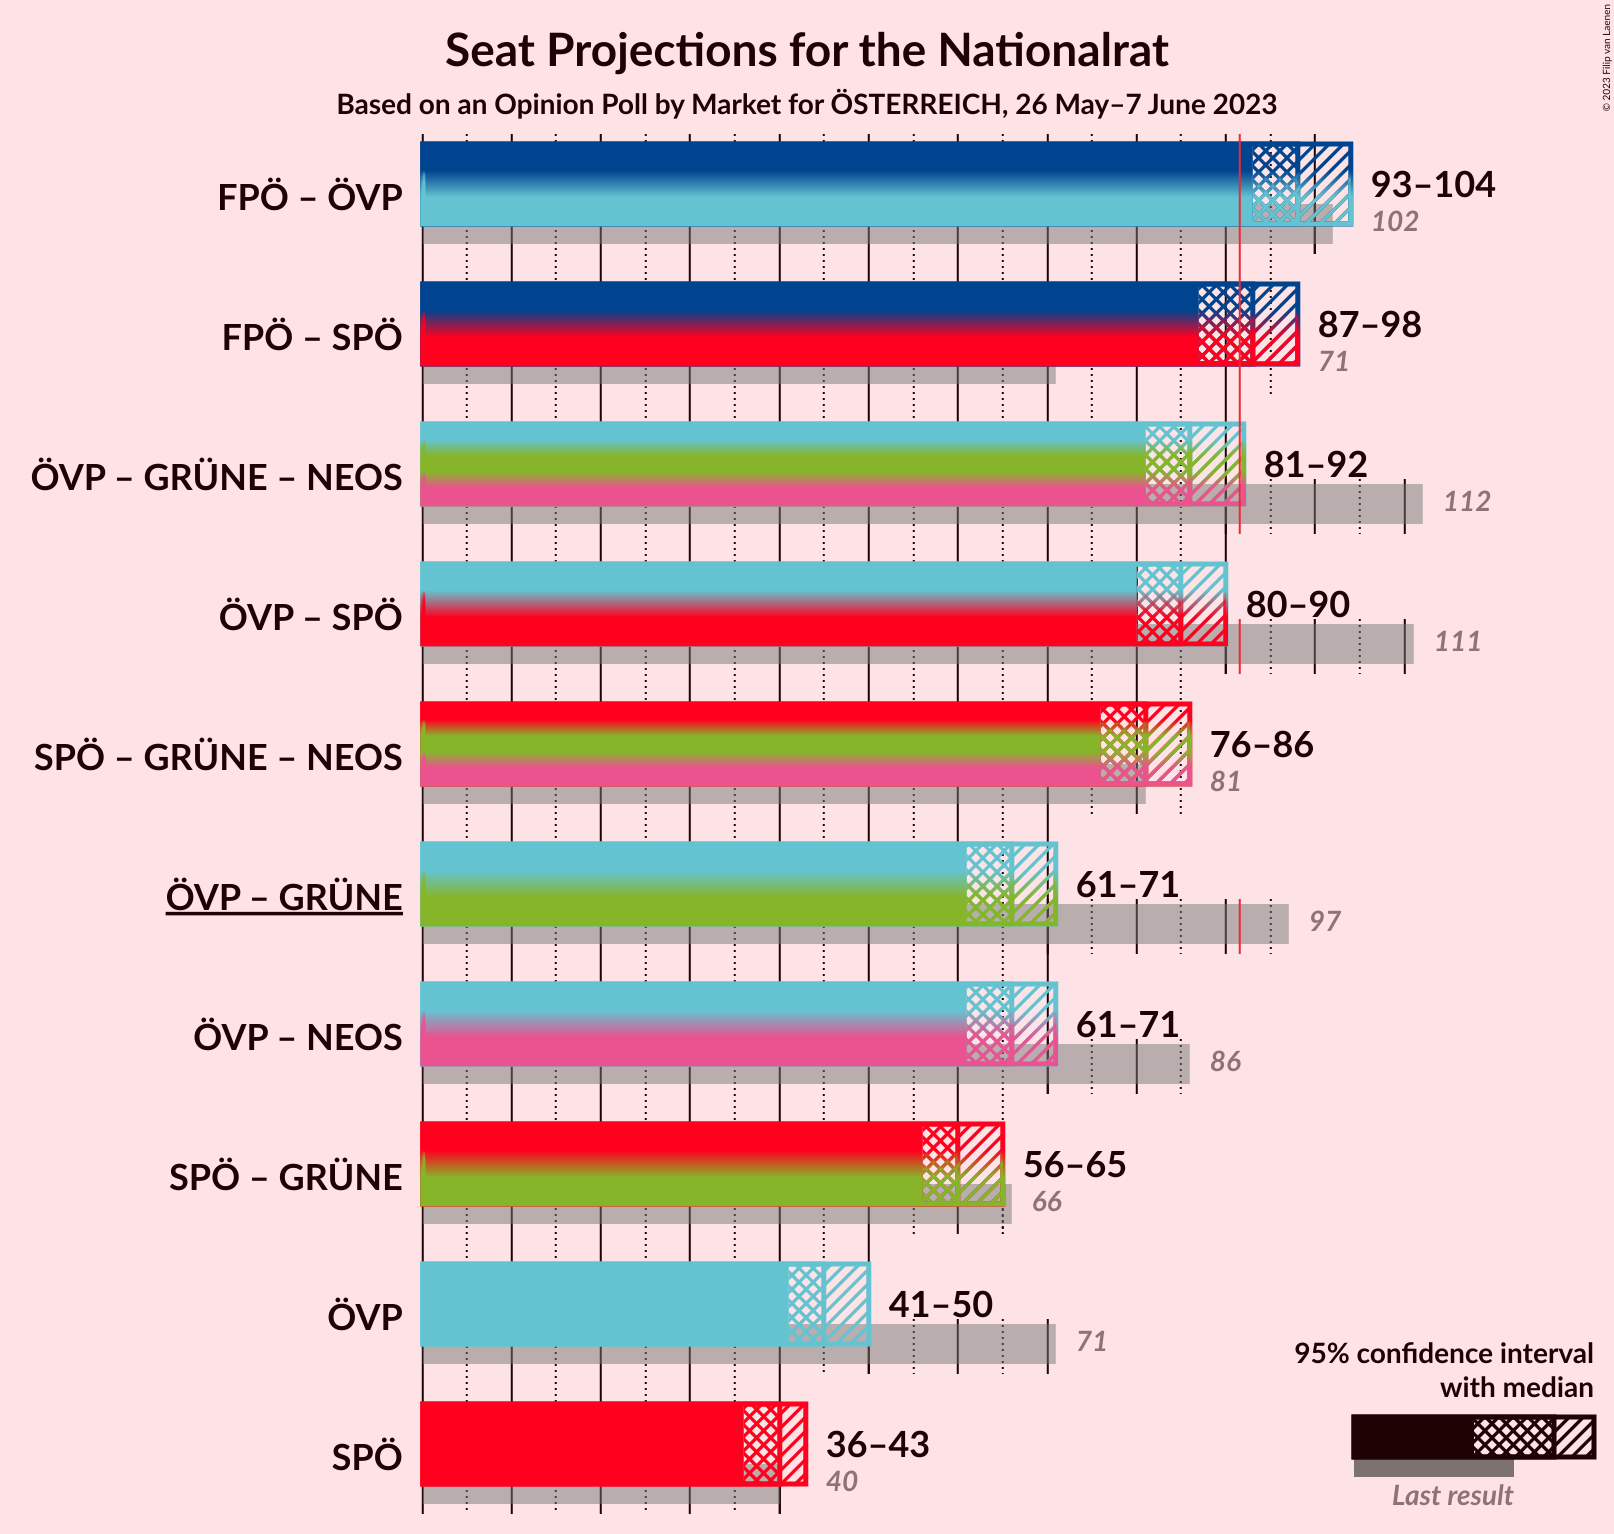 Seat Projections for the Nationalrat
Based on an Opinion Poll by Market for ÖSTERREICH, 26 May–7 June 2023
© 2023 Filip van Laenen
FPÖ – ÖVP
93–104
102
FPÖ – SPÖ
87–98
71
ÖVP – GRÜNE – NEOS
81–92
112
ÖVP – SPÖ
80–90
111
SPÖ – GRÜNE – NEOS
76–86
81
ÖVP – GRÜNE
61–71
97
ÖVP – NEOS
61–71
86
SPÖ – GRÜNE
56–65
66
ÖVP
41–50
71
SPÖ
36–43
40
95% confidence interval
with median
Last result